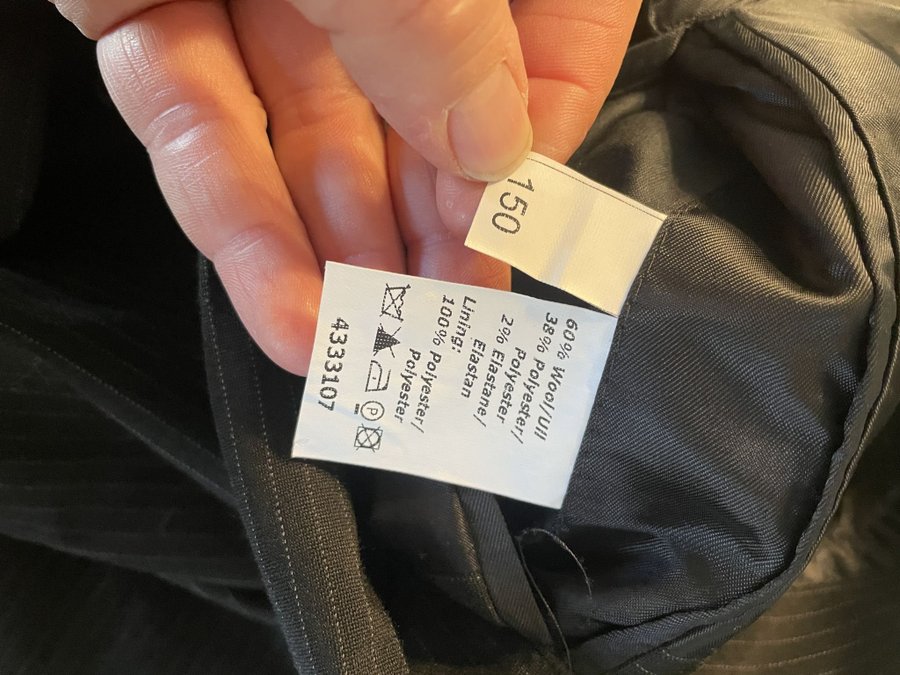 150
60% Wool/Ull
38% Polyester/
Polyester
2% Elastane/
Elastan
Lining:
100% Polyester/
Polyester
P
4333107